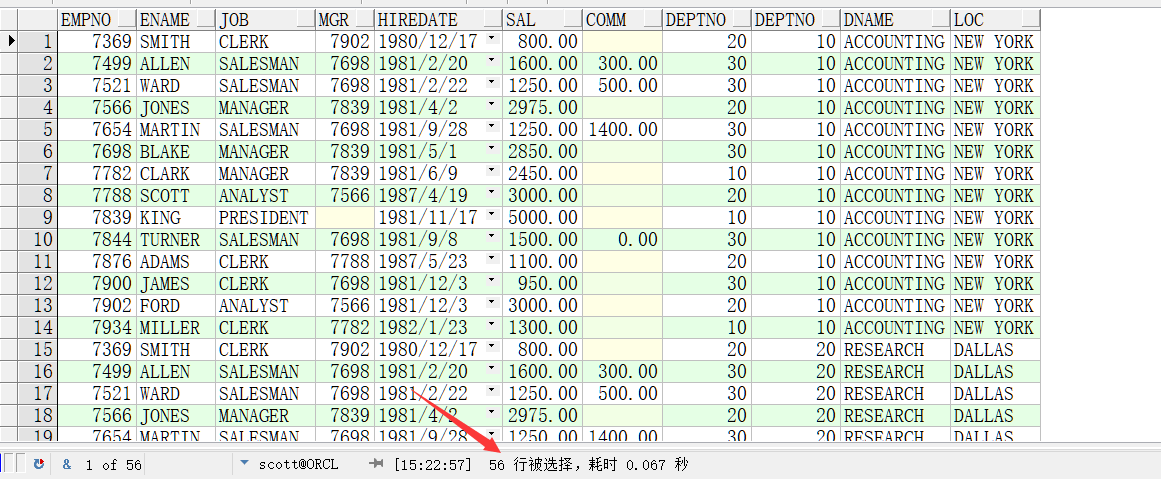 EMPNO ENAME JOB MGR HIREDATE SAL COMM DEPTNO DEPTNO DNAME LOC
1 7369 SMITH CLERK 7902 1980/12/17 800.00 20 10 ACCOUNTING NEW YORK
2 7499 ALLEN SALESMAN 7698 1981/2/20 1600.00 300.00 30 10 ACCOUNTING NEW YORK
3 7521 WARD SALESMAN 7698 1981/2/22 1250.00 500.00 30 10 ACCOUNTING NEW YORK
4 7566 JONES MANAGER 7839 1981/4/2 2975.00 20 10 ACCOUNTING NEW YORK
5 7654 MARTIN SALESMAN 7698 1981/9/28 1250.00 1400.00 30 10 ACCOUNTING NEW YORK
6 7698 BLAKE MANAGER 7839 1981/5/1 2850.00 30 10 ACCOUNTING NEW YORK
7 7782 CLARK MANAGER 7839 1981/6/9 2450.00 10 10 ACCOUNTING NEW YORK
8 7788 SCOTT ANALYST 7566 1987/4/19 3000.00 20 10 ACCOUNTING NEW YORK
9 7839 KING PRESIDENT 1981/11/17 5000.00 10 10 ACCOUNTING NEW YORK
10 7844 TURNER SALESMAN 7698 1981/9/8 1500.00 0.00 30 10 ACCOUNTING NEW YORK
11 7876 ADAMS CLERK 7788 1987/5/23 1100.00 20 10 ACCOUNTING NEW YORK
12 7900 JAMES CLERK 7698 1981/12/3 950.00 30 10 ACCOUNTING NEW YORK
13 7902 FORD ANALYST 7566 1981/12/3 3000.00 20 10 ACCOUNTING NEW YORK
14 7934 MILLER CLERK 7782 1982/1/23 1300.00 10 10 ACCOUNTING NEW YORK
15 7369 SMITH CLERK 7902 1980/12/17 800.00 20 20 RESEARCH DALLAS
16 7499 ALLEN SALESMAN 7698 1981/2/20 1600.00 300.00 30 20 RESEARCH DALLAS
17 7521 WARD SALESMAN 7698 1981/2/22 1250.00 500.00 30 20 RESEARCH DALLAS
18 7566 JONES MANAGER 7839 1981/4/2 2975.00 20 20 RESEARCH DALLAS
19 7654 MARTIN SALESMAN 7698 1981/9/28 1250.00 1400.00 30 20 RESEARCH DALLAS
& 1 of 56 scott@ORCL [15:22:57] 56 行被选择，耗时 0.067 秒